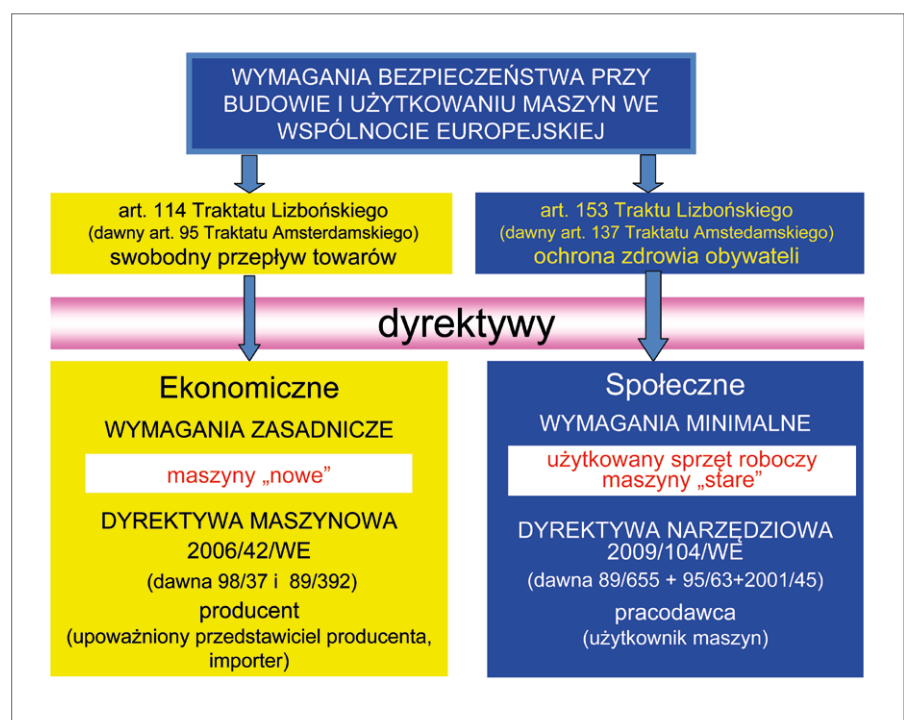 WYMAGANIA BEZPIECZEŃSTWA PRZY
BUDOWIE I UŻYTKOWANIU MASZYN WE
WSPÓLNOCIE EUROPEJSKIEJ
art. 114 Traktatu Lizbońskiego
(dawny art. 95 Traktatu Amsterdamskiego)
swobodny przepływ towarów
art. 153 Traktu Lizbońskiego
(dawny art. 137 Traktatu Amstedamskiego)
ochrona zdrowia obywateli
dyrektywy
Ekonomiczne
WYMAGANIA ZASADNICZE
maszyny „nowe”
DYREKTYWA MASZYNOWA
2006/42/WE
(dawna 98/37 i 89/392)
producent
(upoważniony przedstawiciel producenta,
importer)
Społeczne
WYMAGANIA MINIMALNE
użytkowany sprzęt roboczy
maszyny „stare”
DYREKTYWA NARZĘDZIOWA
2009/104/WE
(dawna 89/655 + 95/63+2001/45)
pracodawca
(użytkownik maszyn)